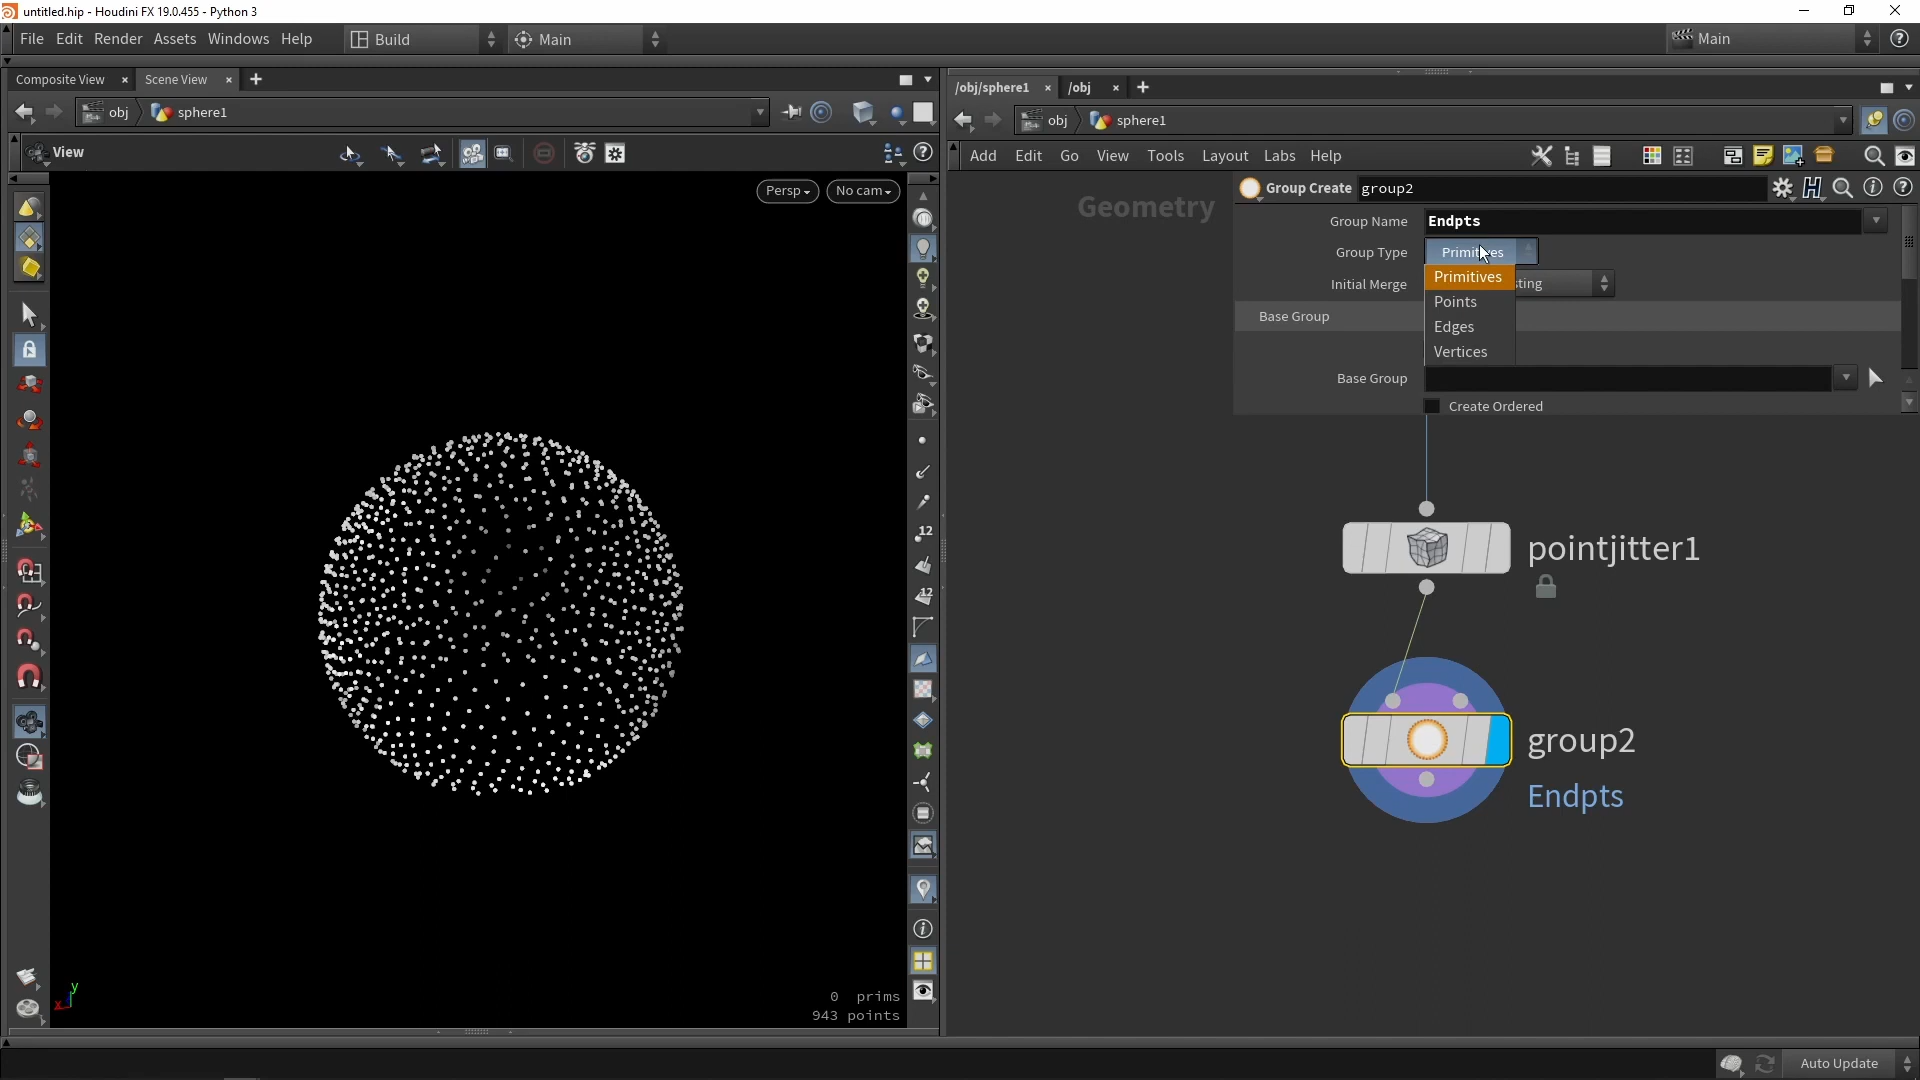 untitled.hip - Houdini FX 19.0.455 - Python 3
File Edit Render Assets Windows Help Build Main Main
Composite View × Scene View × +
/obj/sphere1 × /obj × +
obj sphere1
obj sphere1
View
Add Edit Go View Tools Layout Labs Help
Persp No cam
Geometry
Group Create group2
Group Name Endpts
Group Type Primitives
Primitives
Points
Edges
Vertices
Initial Merge sting
Base Group
Base Group
Create Ordered
12
12
pointjitter1
group2
Endpts
y
x
0 prims
943 points
Auto Update